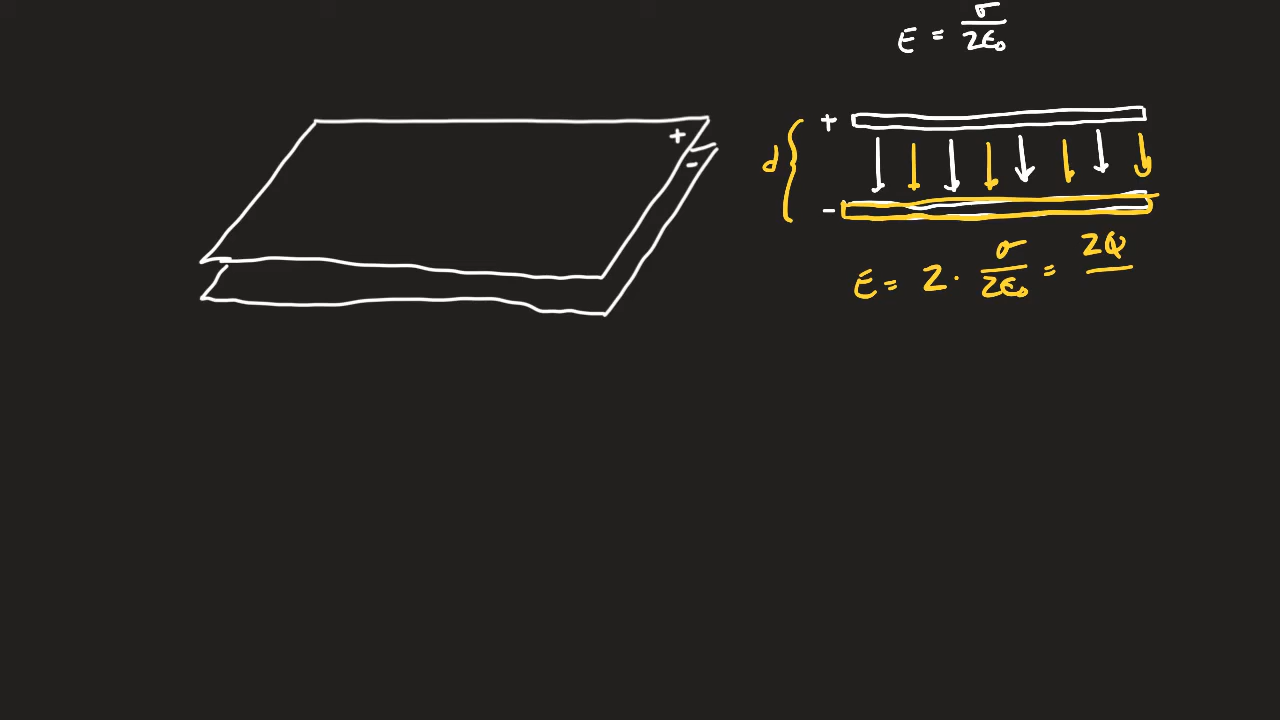 E = σ/2ε₀
+
-
+
d
-
E = 2 · σ/2ε₀ = 2Q/